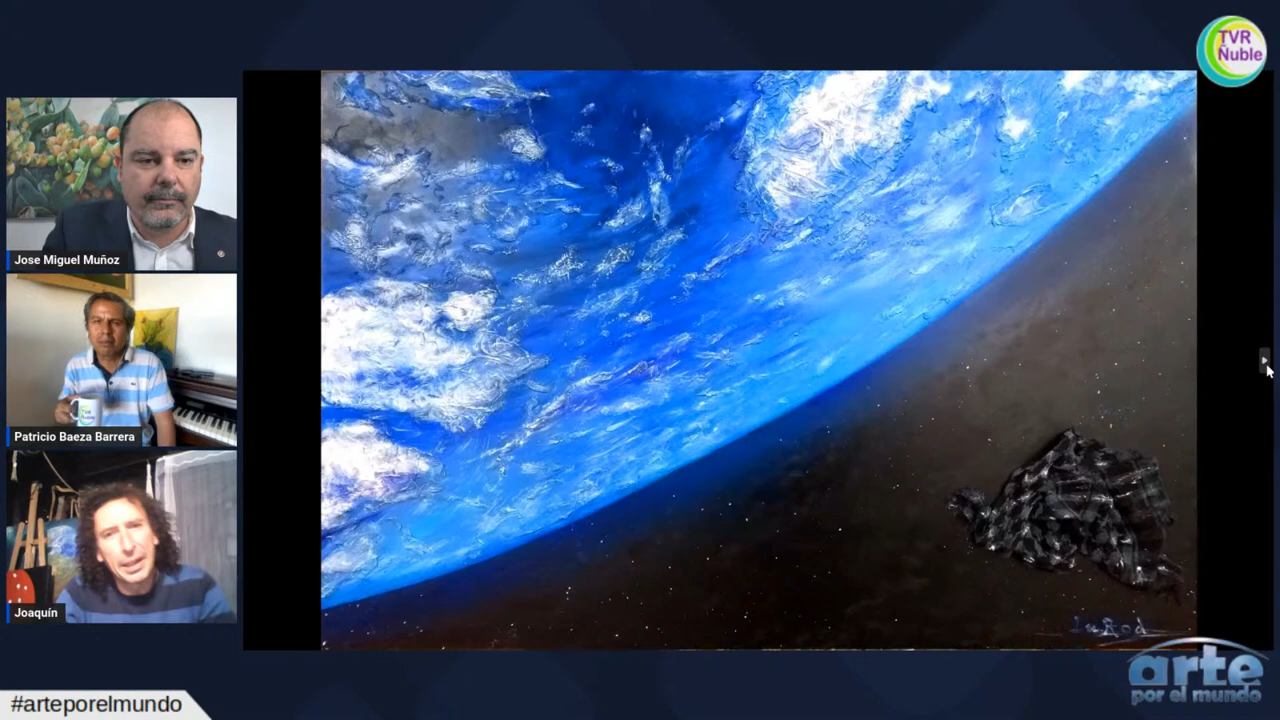 TVR
Ñuble
Jose Miguel Muñoz
Patricio Baeza Barrera
Joaquín
arte
por el mundo
#arteporelmundo